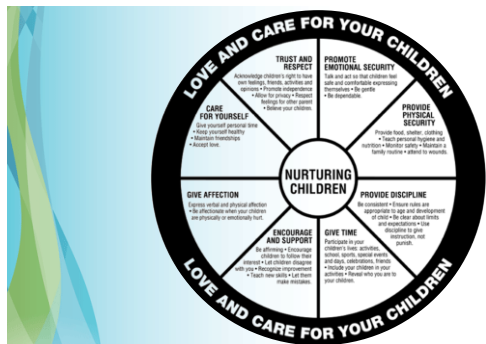 LOVE AND CARE FOR YOUR CHILDREN
TRUST AND
RESPECT
Acknowledge children's right to have
own feelings, friends, activities and
opinions • Promote independence
• Allow for privacy • Respect
feelings for other parent
• Believe your children.
PROMOTE
EMOTIONAL SECURITY
Talk and act so that children feel
safe and comfortable expressing
themselves • Be gentle
• Be dependable.
CARE
FOR YOURSELF
Give yourself personal time
• Keep yourself healthy
• Maintain friendships
• Accept love.
PROVIDE
PHYSICAL
SECURITY
Provide food, shelter, clothing
• Teach personal hygiene and
nutrition • Monitor safety • Maintain a
family routine • attend to wounds.
NURTURING
CHILDREN
GIVE AFFECTION
Express verbal and physical affection
• Be affectionate when your children
are physically or emotionally hurt.
PROVIDE DISCIPLINE
Be consistent • Ensure rules are
appropriate to age and development
of child • Be clear about limits
and expectations • Use
discipline to give
instruction, not
punish.
ENCOURAGE
AND SUPPORT
Be affirming • Encourage
children to follow their
interest • Let children disagree
with you • Recognize improvement
• Teach new skills • Let them
make mistakes.
GIVE TIME
Participate in your
children's lives: activities,
school, sports, special events
and days, celebrations, friends
• Include your children in your
activities • Reveal who you are to
your children.
LOVE AND CARE FOR YOUR CHILDREN